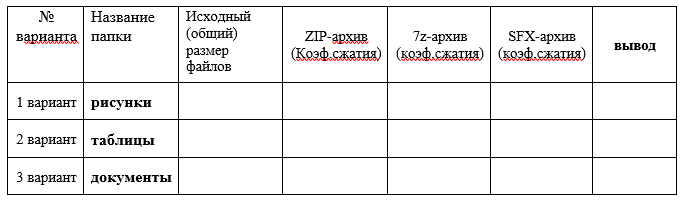 №
варианта
Название
папки
Исходный
(общий)
размер
файлов
ZIP-архив
(Коэф.сжатия)
7z-архив
(коэф.сжатия)
SFX-архив
(коэф.сжатия)
вывод
1 вариант рисунки
2 вариант таблицы
3 вариант документы